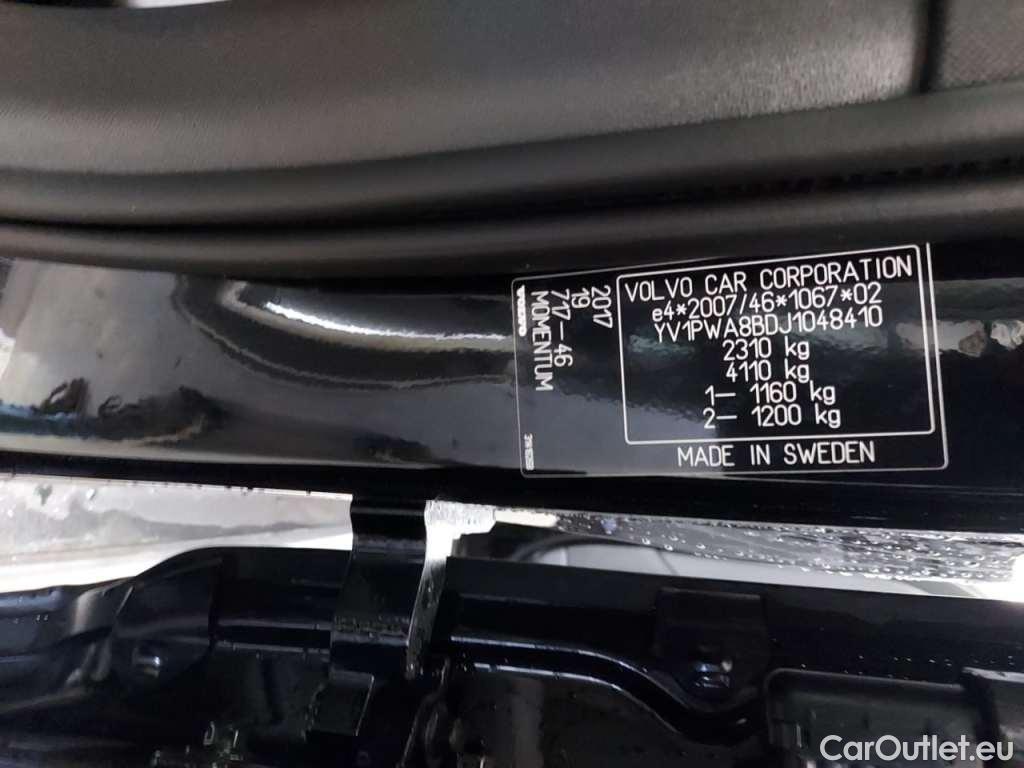 VOLVO CAR CORPORATION
e4*2007/46*1067*02
YV1PWA8BDJ1048410
2310 kg
4110 kg
1– 1160 kg
2– 1200 kg
MADE IN SWEDEN
2017
19
717–46
MOMENTUM
VOLVO
CarOutlet.eu